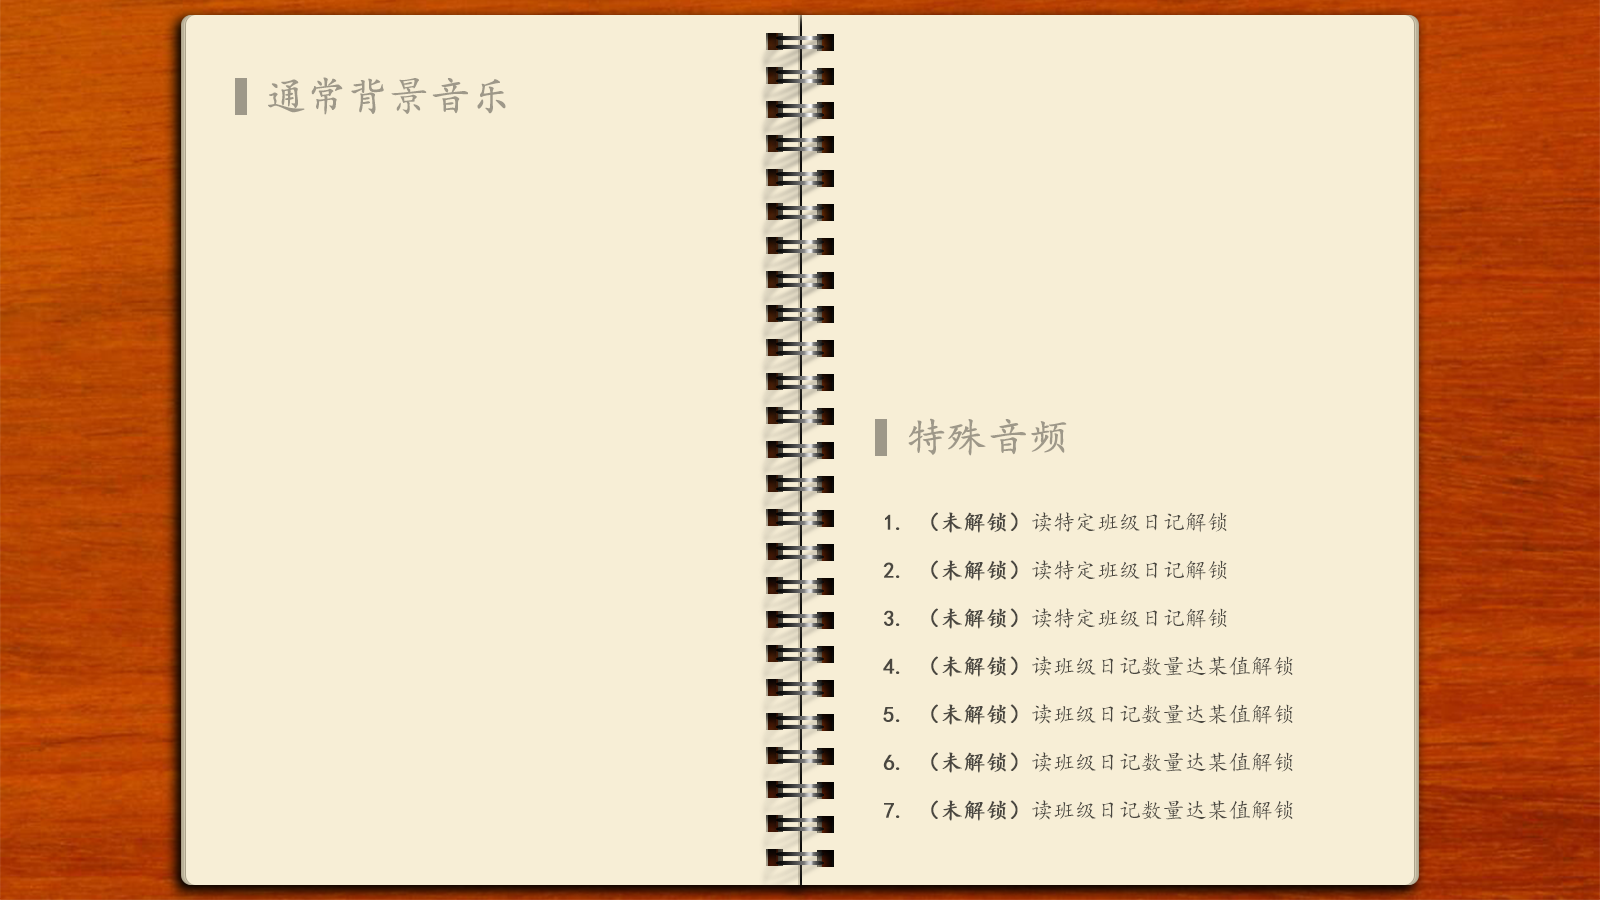 通常背景音乐
特殊音频
1. （未解锁）读特定班级日记解锁
2. （未解锁）读特定班级日记解锁
3. （未解锁）读特定班级日记解锁
4. （未解锁）读班级日记数量达某值解锁
5. （未解锁）读班级日记数量达某值解锁
6. （未解锁）读班级日记数量达某值解锁
7. （未解锁）读班级日记数量达某值解锁